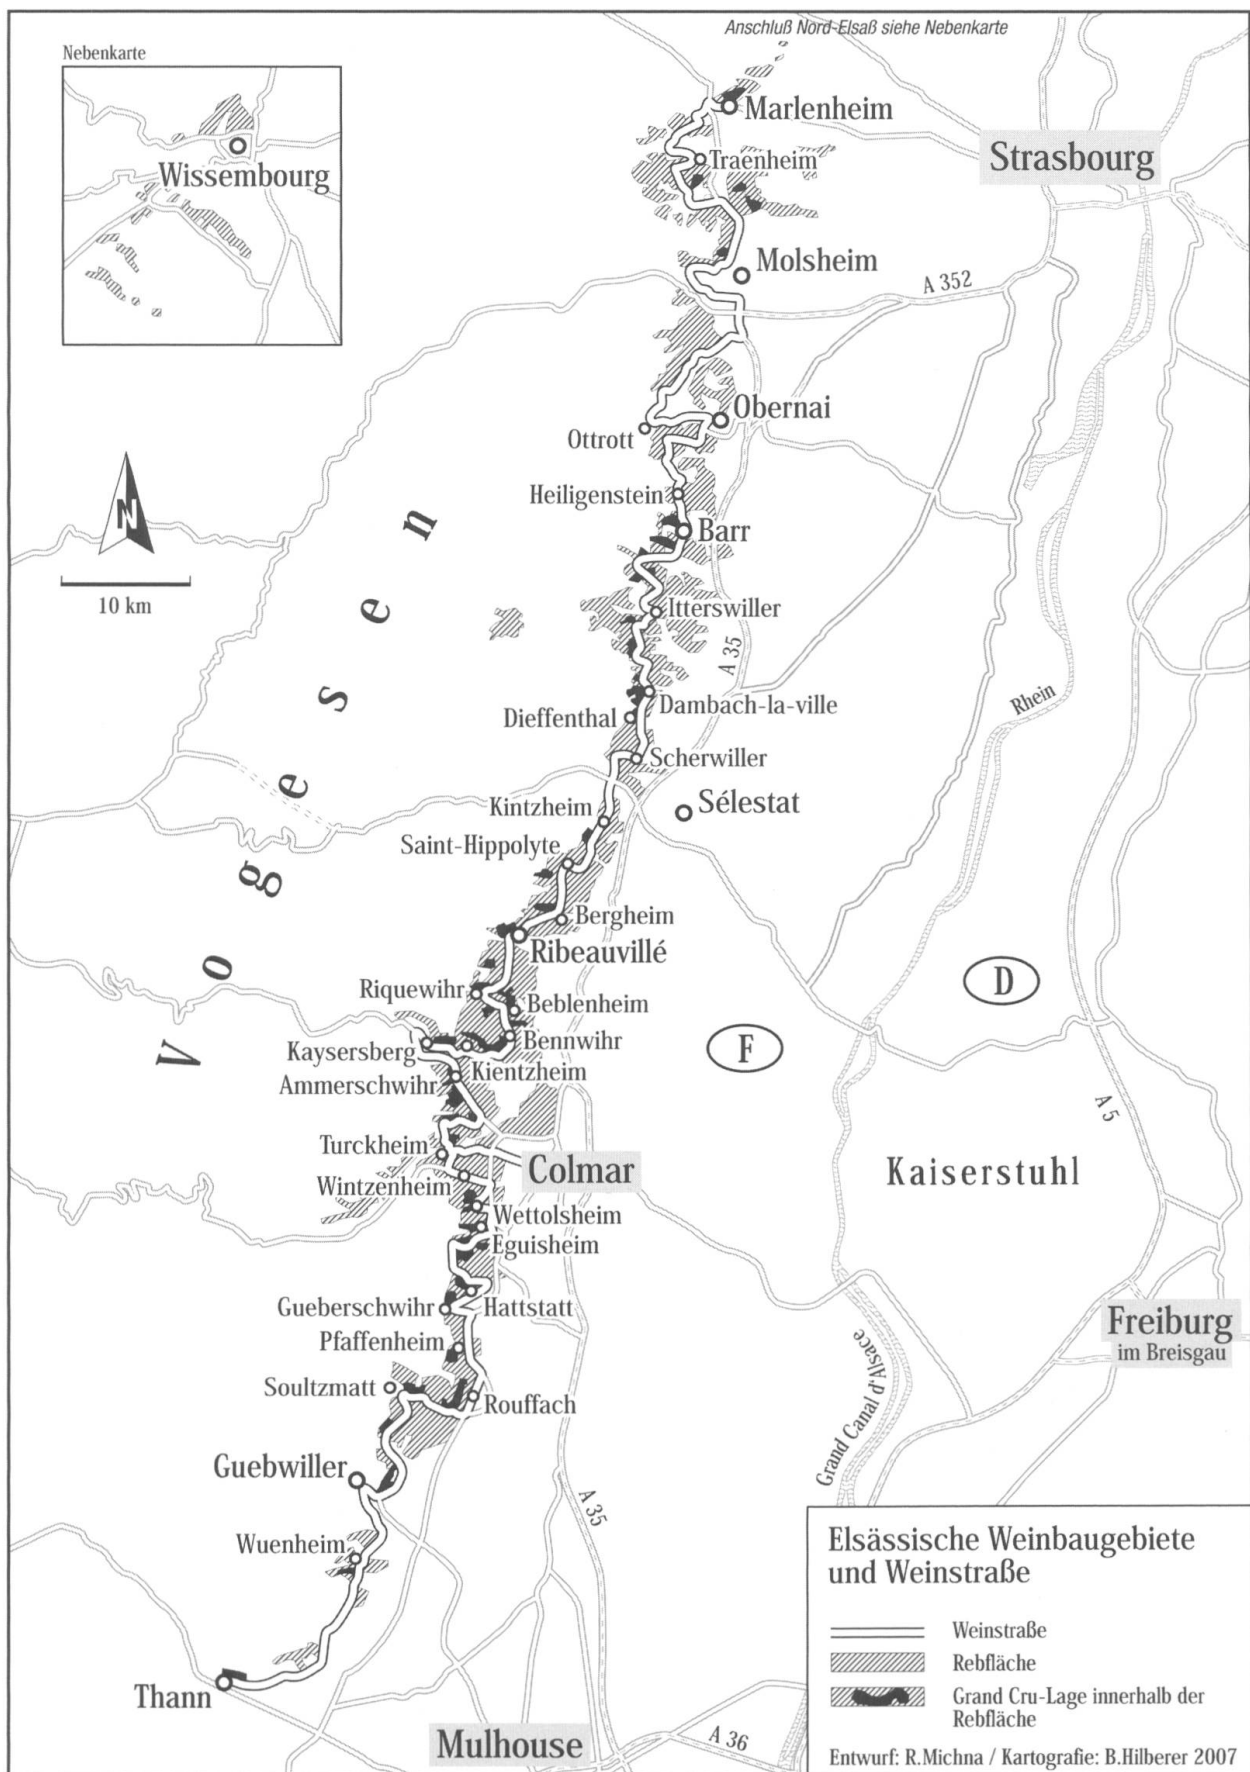 Anschluß Nord-Elsaß siehe Nebenkarte
Nebenkarte
Wissembourg
Marlenheim
Strasbourg
Traenheim
Molsheim
A 352
Obernai
Ottrott
Heiligenstein
N
Barr
10 km
Itterswiller
A 35
Rhein
Dambach-la-ville
Dieffenthal
Scherwiller
Vogesen
Kintzheim
Sélestat
Saint-Hippolyte
Bergheim
Ribeauvillé
D
Riquewihr
Beblenheim
F
Bennwihr
Kaysersberg
Kientzheim
Ammerschwihr
A 5
Turckheim
Colmar
Kaiserstuhl
Wintzenheim
Wettolsheim
Eguisheim
Gueberschwihr
Hattstatt
Freiburg
im Breisgau
Pfaffenheim
Grand Canal d'Alsace
Soultzmatt
Rouffach
Guebwiller
A 35
Wuenheim
Thann
Mulhouse
A 36
Elsässische Weinbaugebiete
und Weinstraße
Weinstraße
Rebfläche
Grand Cru-Lage innerhalb der
Rebfläche
Entwurf: R.Michna / Kartografie: B.Hilberer 2007